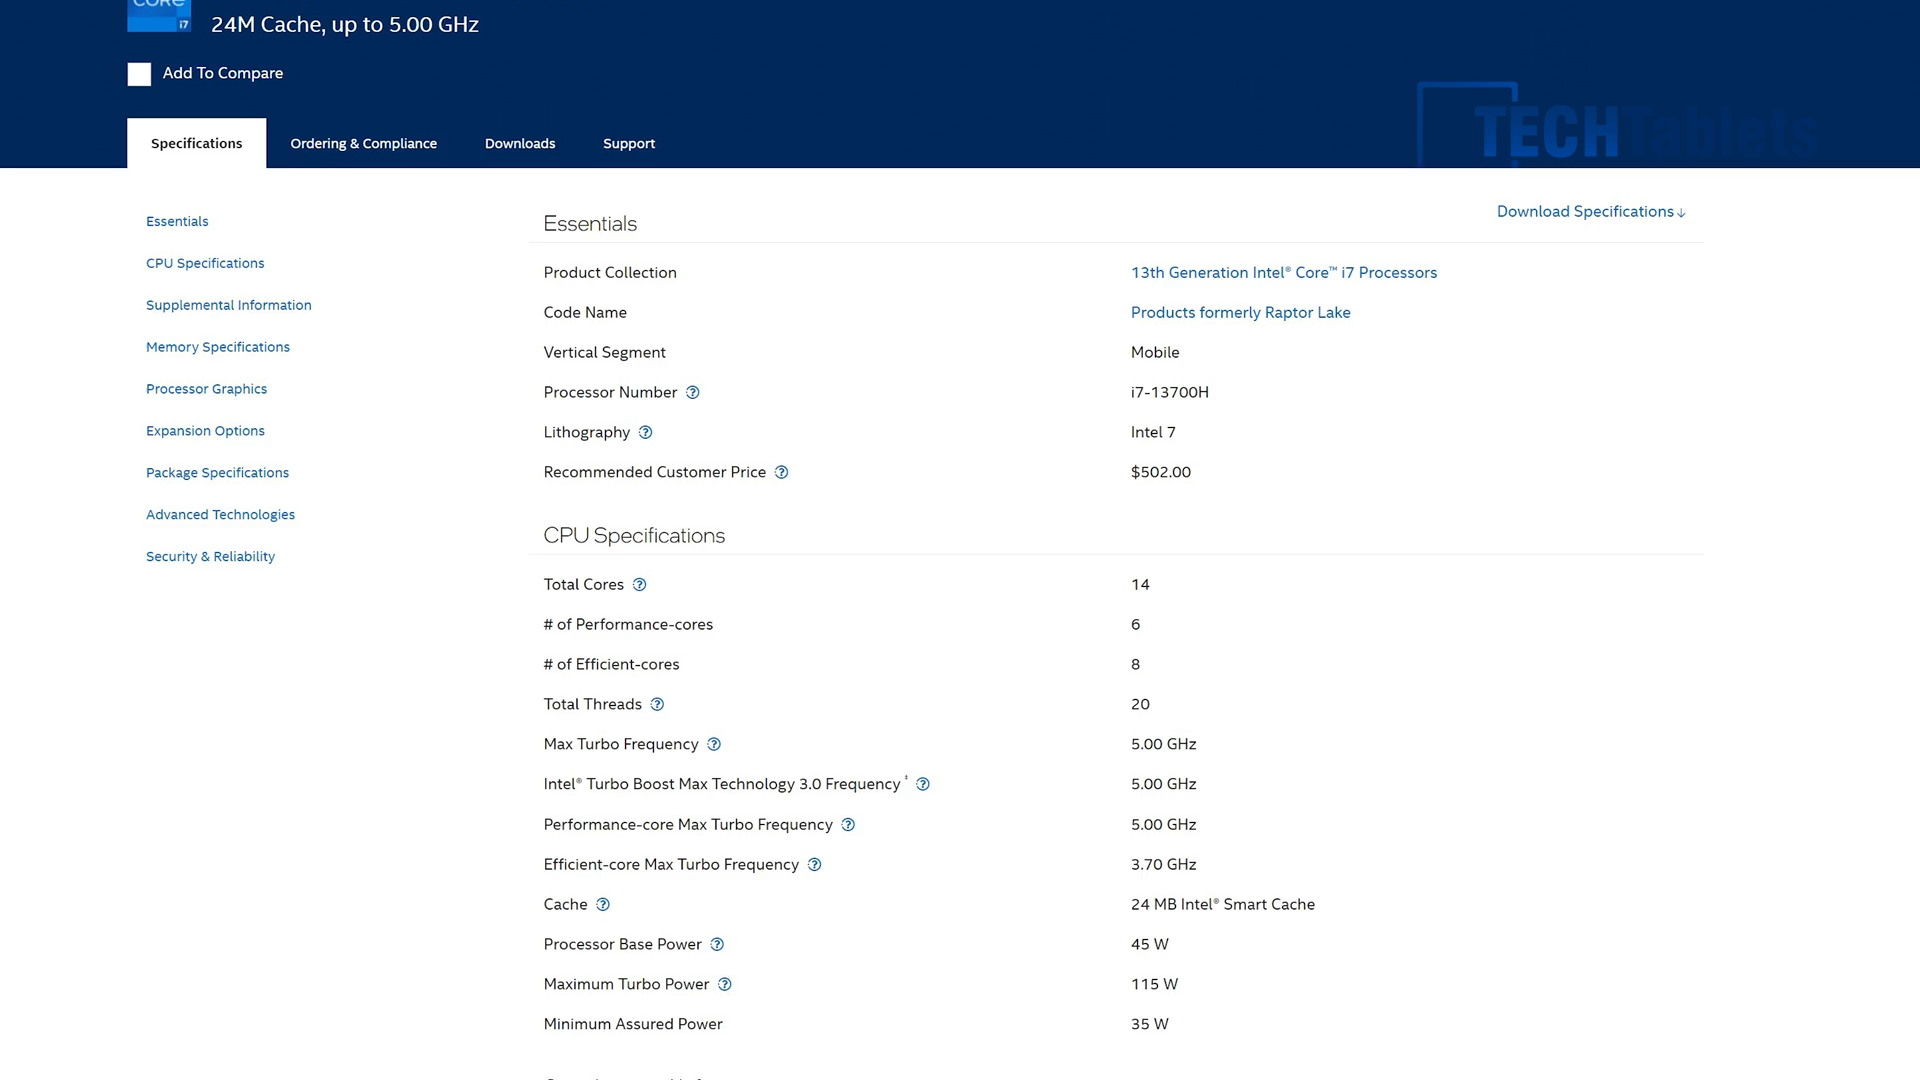 CORE
i7
24M Cache, up to 5.00 GHz
Add To Compare
TECHTablets
Specifications
Ordering & Compliance
Downloads
Support
Essentials
CPU Specifications
Supplemental Information
Memory Specifications
Processor Graphics
Expansion Options
Package Specifications
Advanced Technologies
Security & Reliability
Download Specifications↓
Essentials
Product Collection 13th Generation Intel® Core™ i7 Processors
Code Name Products formerly Raptor Lake
Vertical Segment Mobile
Processor Number ? i7-13700H
Lithography ? Intel 7
Recommended Customer Price ? $502.00
CPU Specifications
Total Cores ? 14
# of Performance-cores 6
# of Efficient-cores 8
Total Threads ? 20
Max Turbo Frequency ? 5.00 GHz
Intel® Turbo Boost Max Technology 3.0 Frequency ‡ ? 5.00 GHz
Performance-core Max Turbo Frequency ? 5.00 GHz
Efficient-core Max Turbo Frequency ? 3.70 GHz
Cache ? 24 MB Intel® Smart Cache
Processor Base Power ? 45 W
Maximum Turbo Power ? 115 W
Minimum Assured Power 35 W